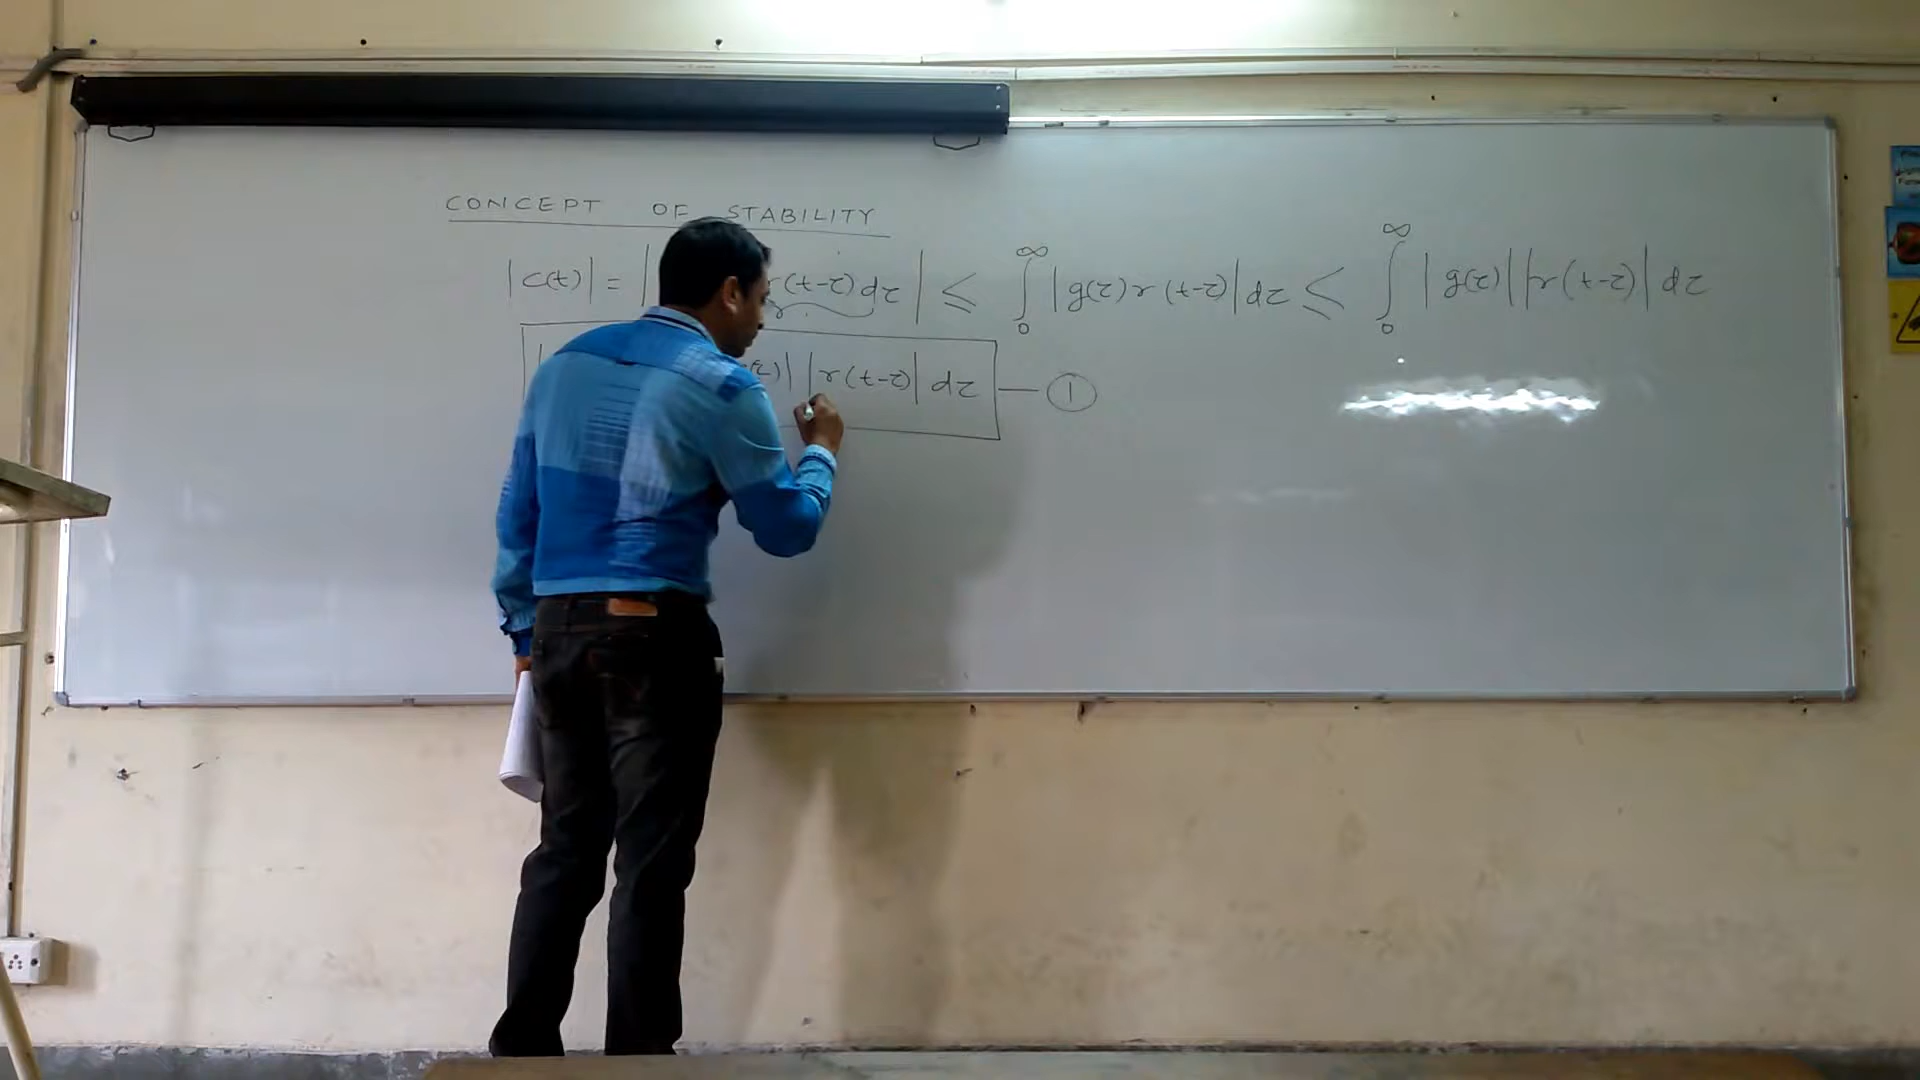 CONCEPT OF STABILITY
|c(t)| = | r(t-τ)dτ | ≤ ∫₀^∞ |g(τ)r(t-τ)|dτ ≤ ∫₀^∞ |g(τ)||r(t-τ)|dτ
(τ)| |r(t-τ)| dτ — ①